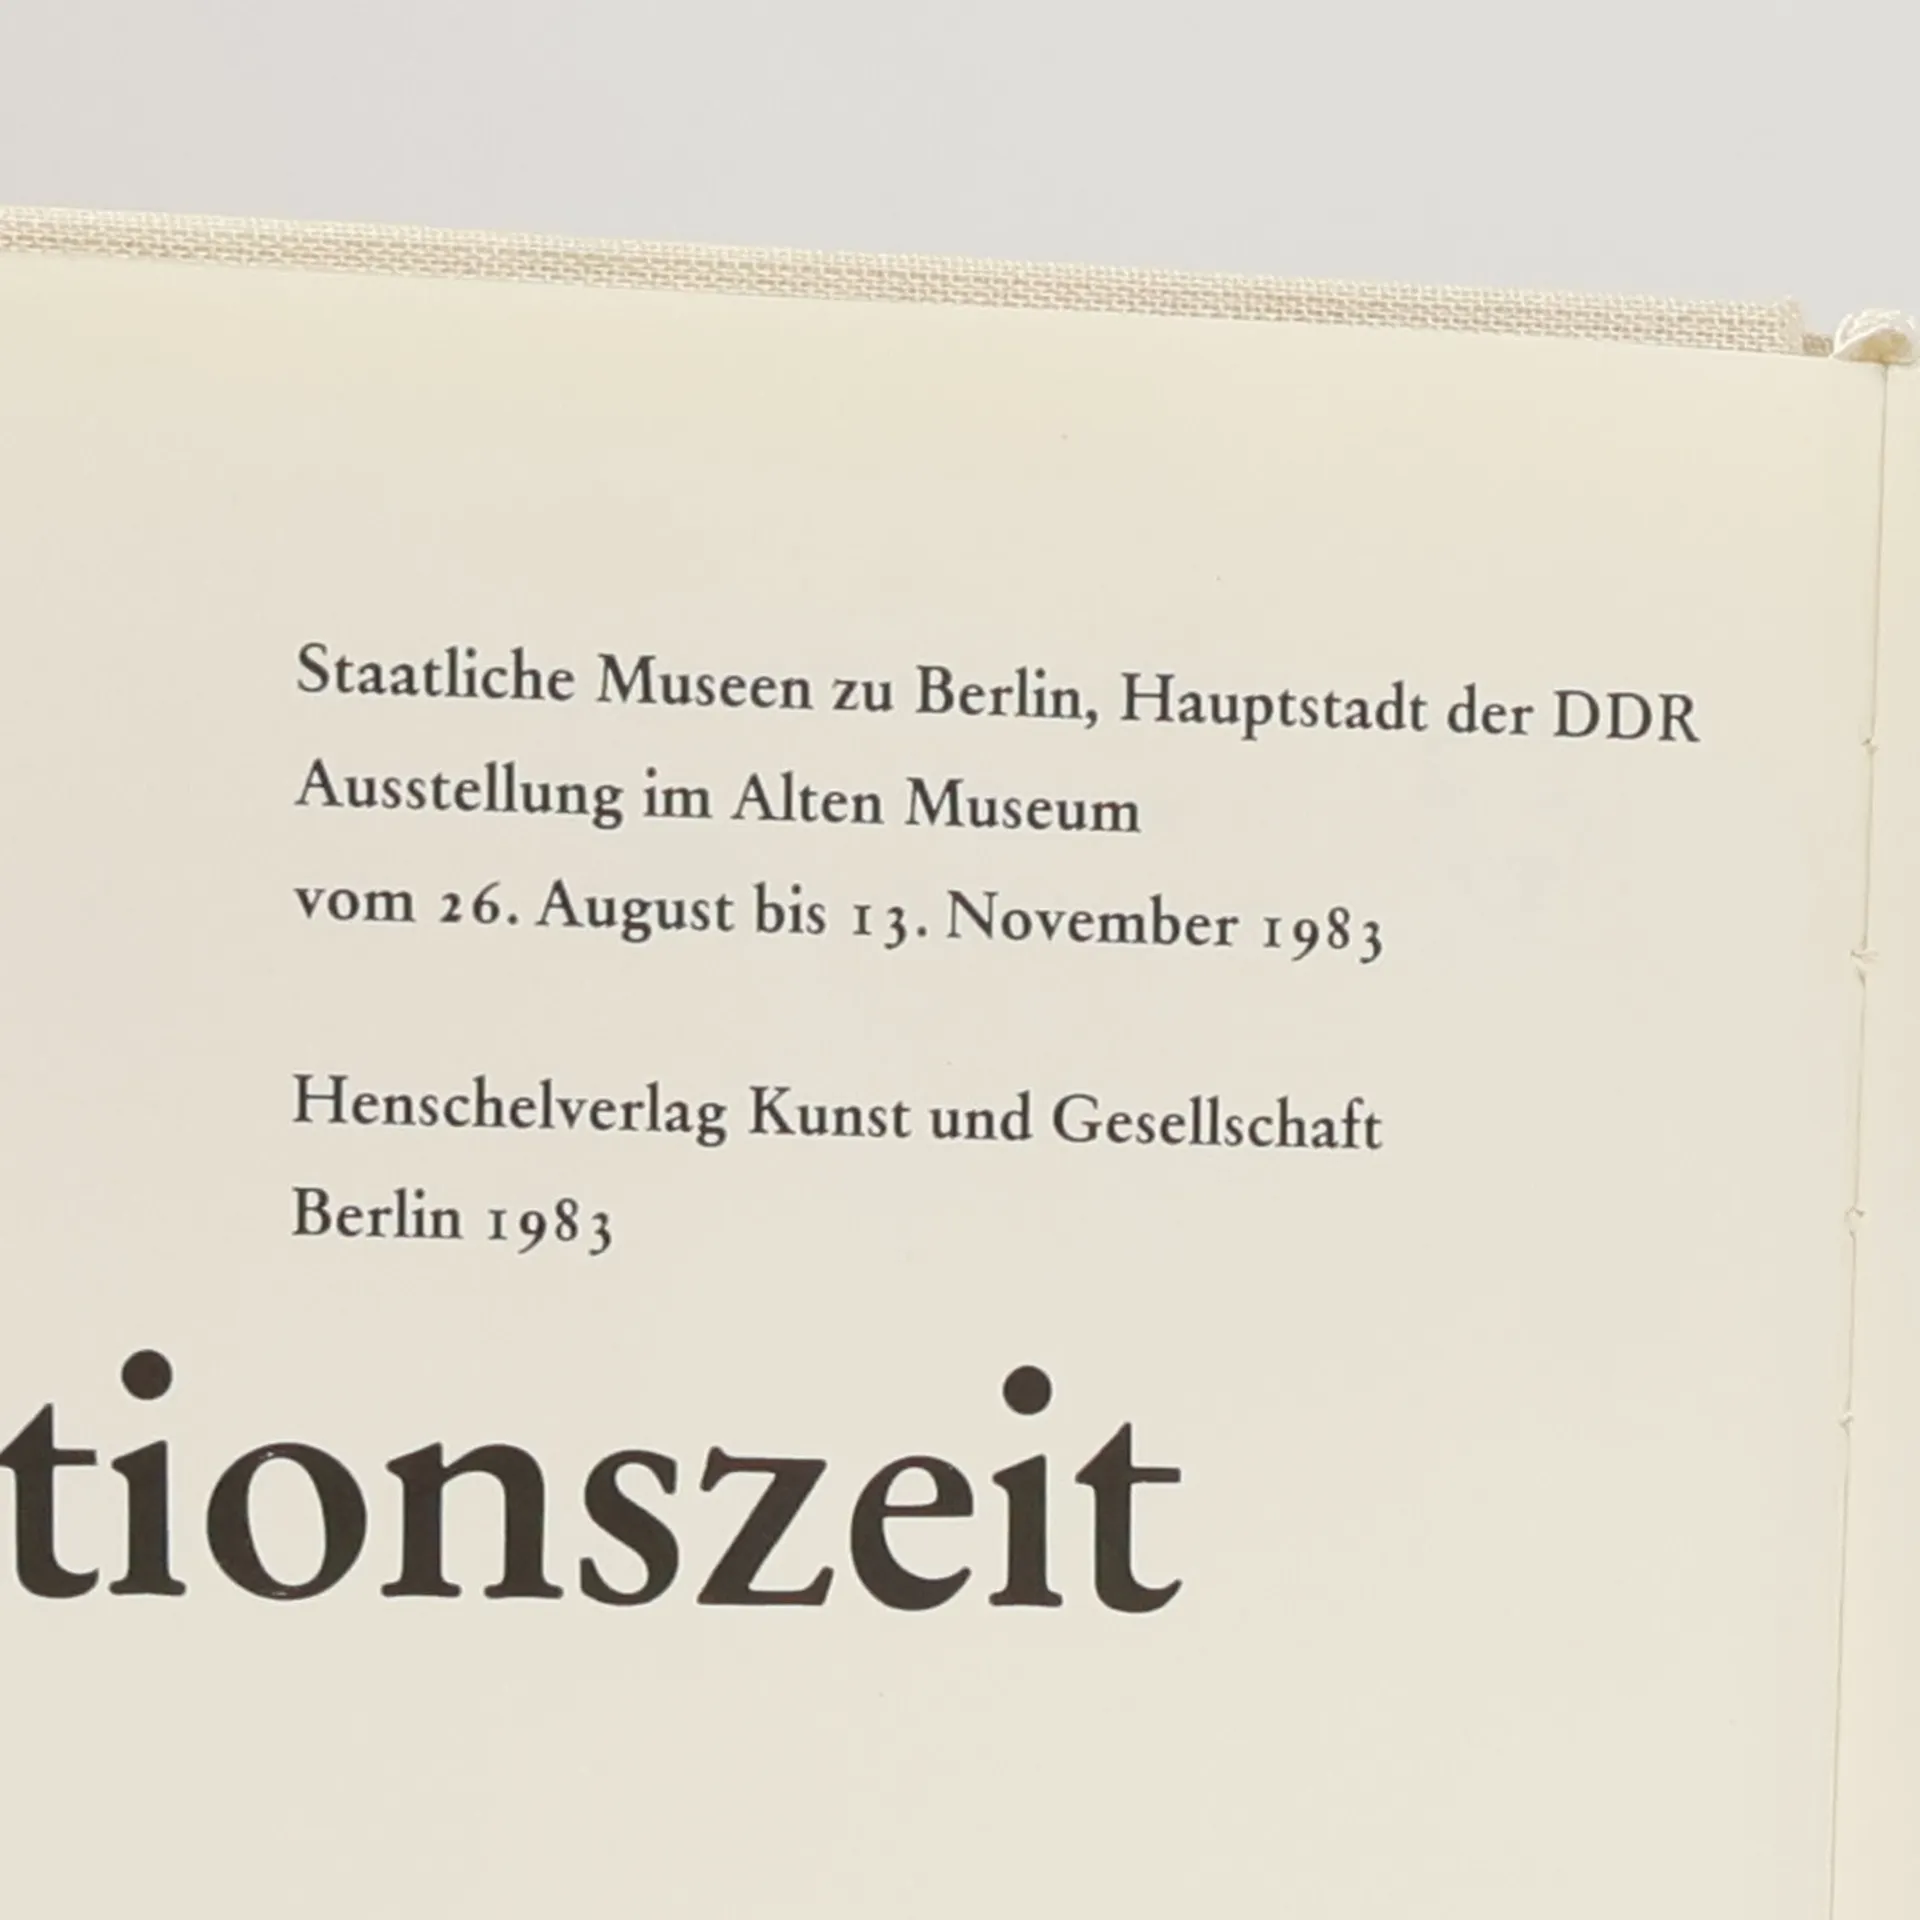 Staatliche Museen zu Berlin, Hauptstadt der DDR
Ausstellung im Alten Museum
vom 26. August bis 13. November 1983
Henschelverlag Kunst und Gesellschaft
Berlin 1983
tionszeit